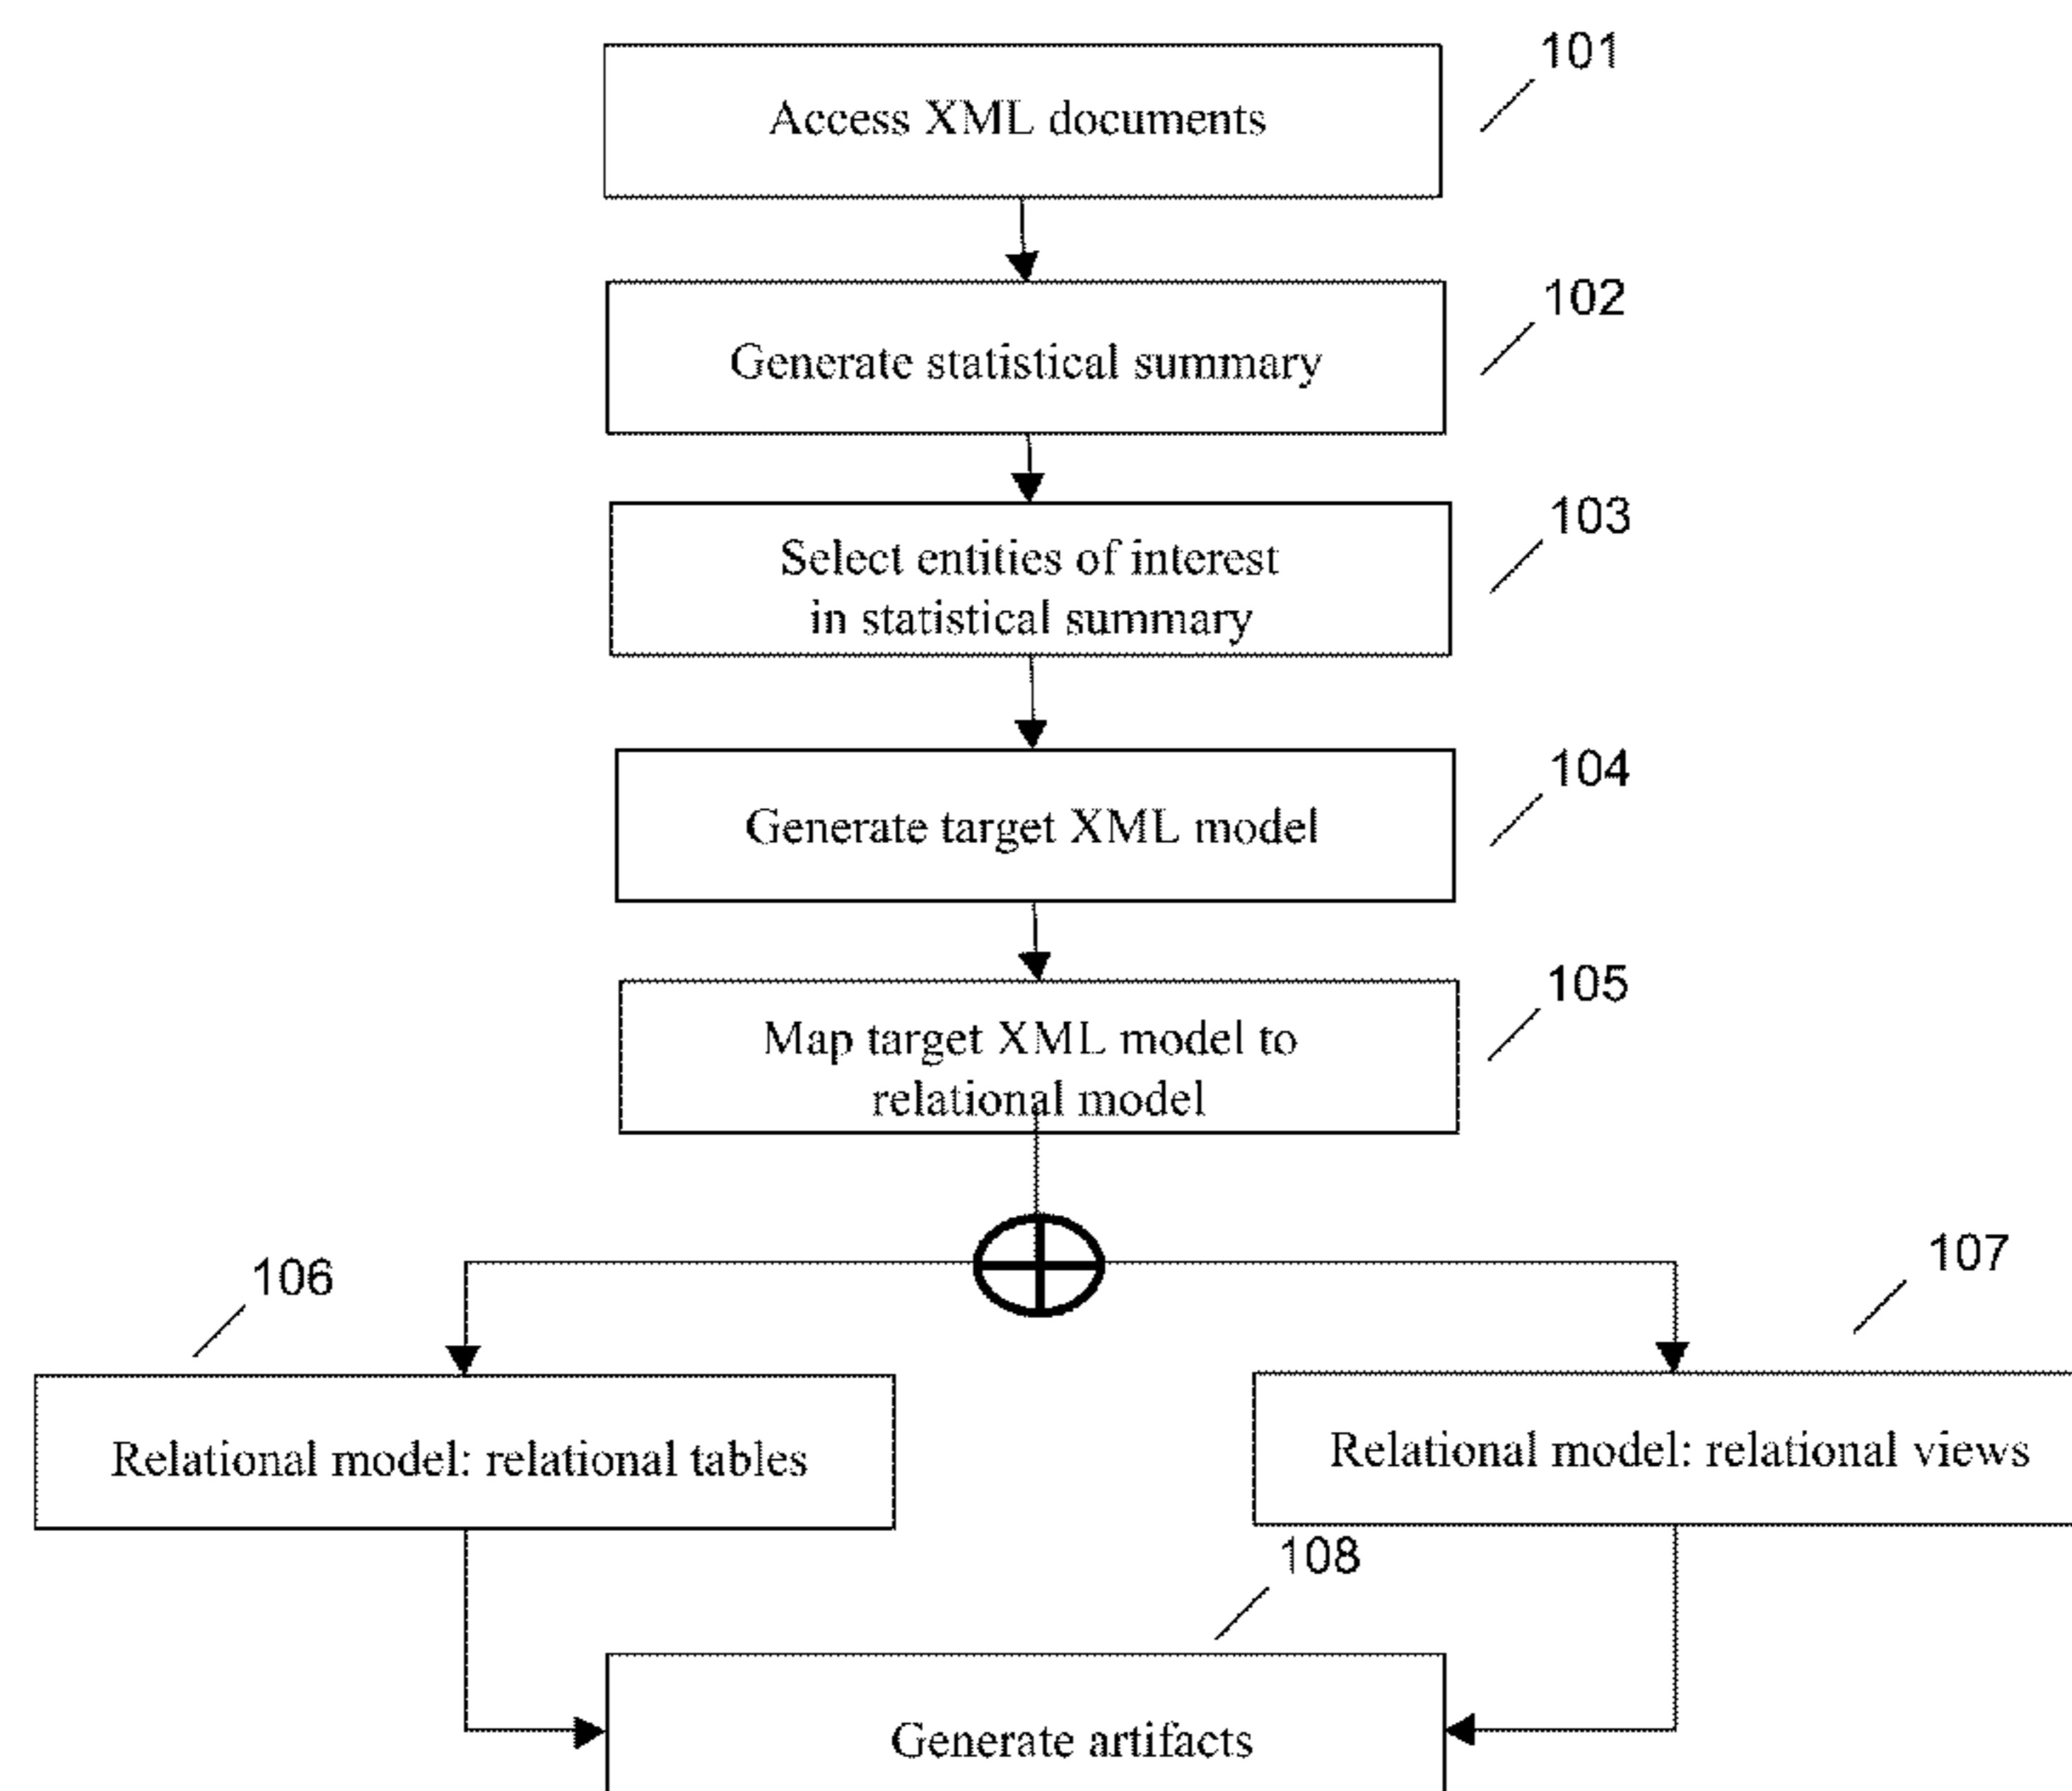 101
Access XML documents
102
Generate statistical summary
103
Select entities of interest
in statistical summary
104
Generate target XML model
105
Map target XML model to
relational model
106
107
Relational model: relational tables
Relational model: relational views
108
Generate artifacts